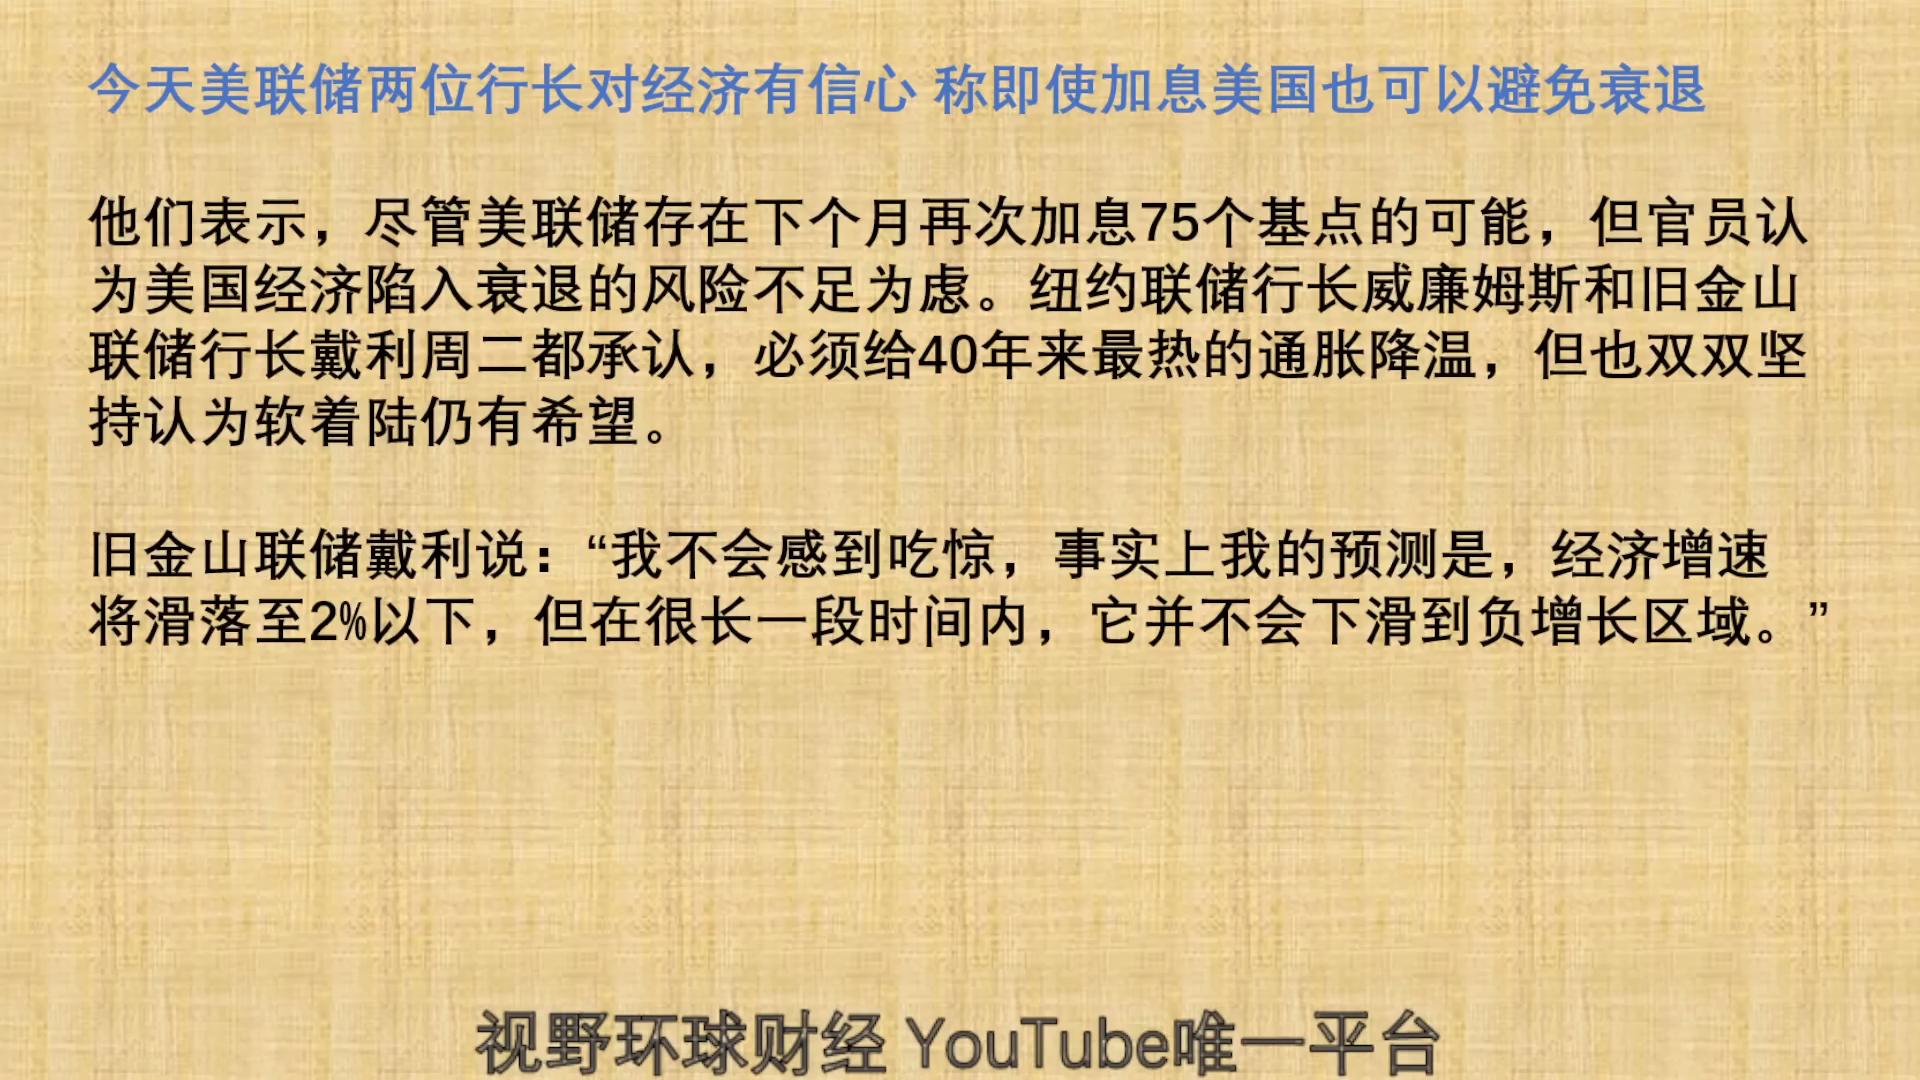 今天美联储两位行长对经济有信心 称即使加息美国也可以避免衰退
他们表示，尽管美联储存在下个月再次加息75个基点的可能，但官员认
为美国经济陷入衰退的风险不足为虑。纽约联储行长威廉姆斯和旧金山
联储行长戴利周二都承认，必须给40年来最热的通胀降温，但也双双坚
持认为软着陆仍有希望。
旧金山联储戴利说：“我不会感到吃惊，事实上我的预测是，经济增速
将滑落至2%以下，但在很长一段时间内，它并不会下滑到负增长区域。”
视野环球财经 YouTube唯一平台